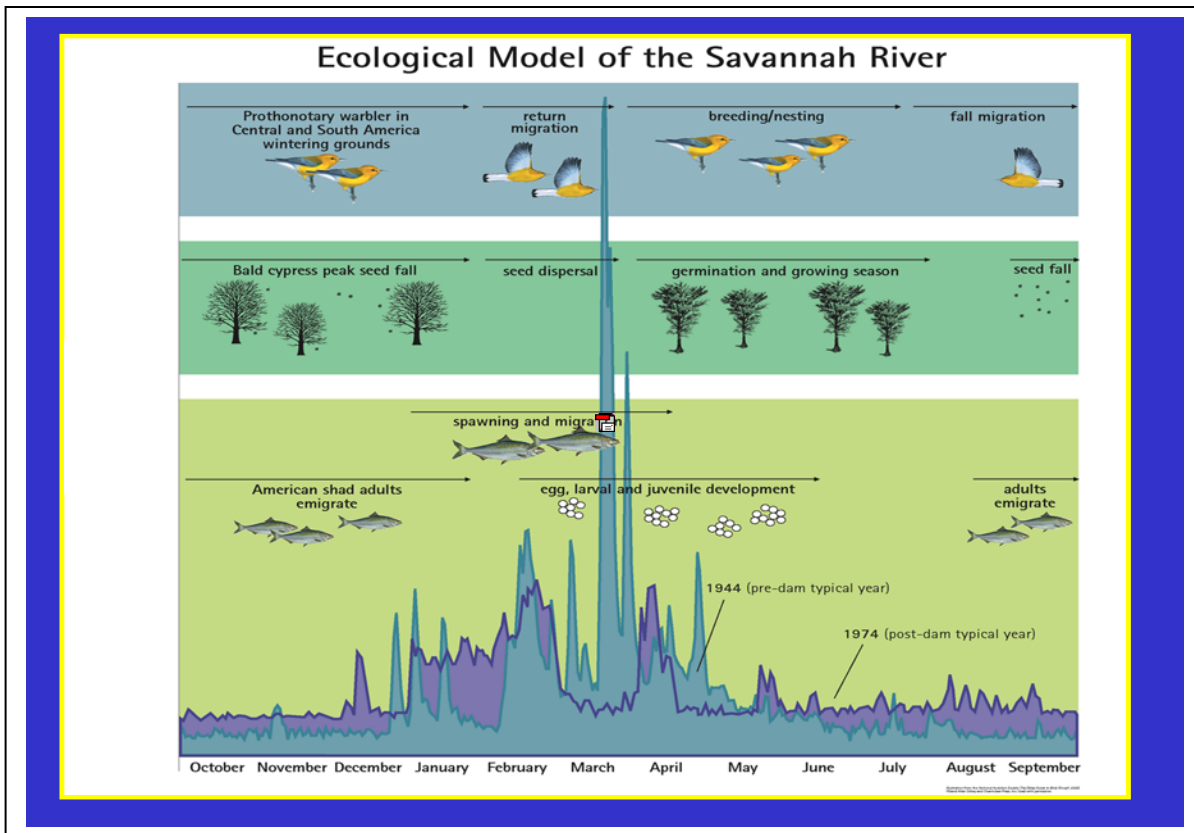 Ecological Model of the Savannah River
Prothonotary warbler in
Central and South America
wintering grounds
return
migration
breeding/nesting
fall migration
Bald cypress peak seed fall
seed dispersal
germination and growing season
seed fall
spawning and
American shad adults
emigrate
egg, larval and juvenile development
adults
emigrate
1944 (pre-dam typical year)
1974 (post-dam typical year)
October November December January February March April May June July August September